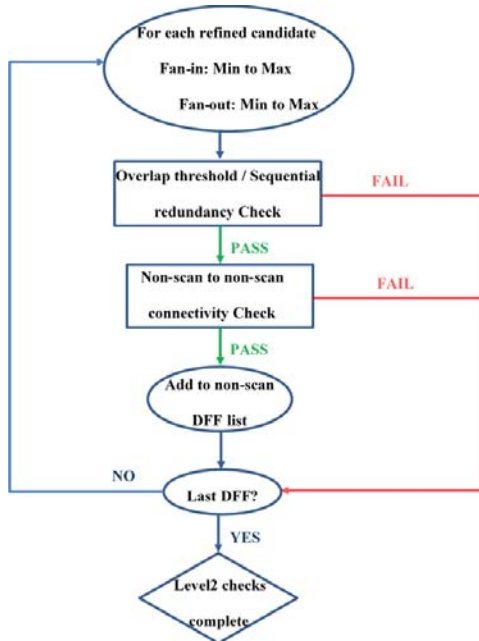 For each refined candidate
Fan-in: Min to Max
Fan-out: Min to Max
Overlap threshold / Sequential
redundancy Check
FAIL
PASS
Non-scan to non-scan
connectivity Check
FAIL
PASS
Add to non-scan
DFF list
NO
Last DFF?
YES
Level2 checks
complete